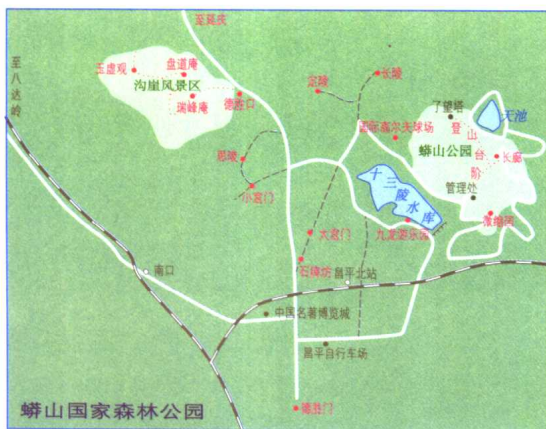 至延庆
至八达岭
玉虚观
盘道庵
沟崖风景区
瑞峰庵
德胜口
定陵
长陵
国际高尔夫球场
了望塔
天池
登山台阶
蟒山公园
长廊
管理处
思陵
小宫门
十三陵水库
九龙游乐园
大宫门
石牌坊
昌平北站
南口
中国名著博览城
昌平自行车场
德胜门
蟒山国家森林公园